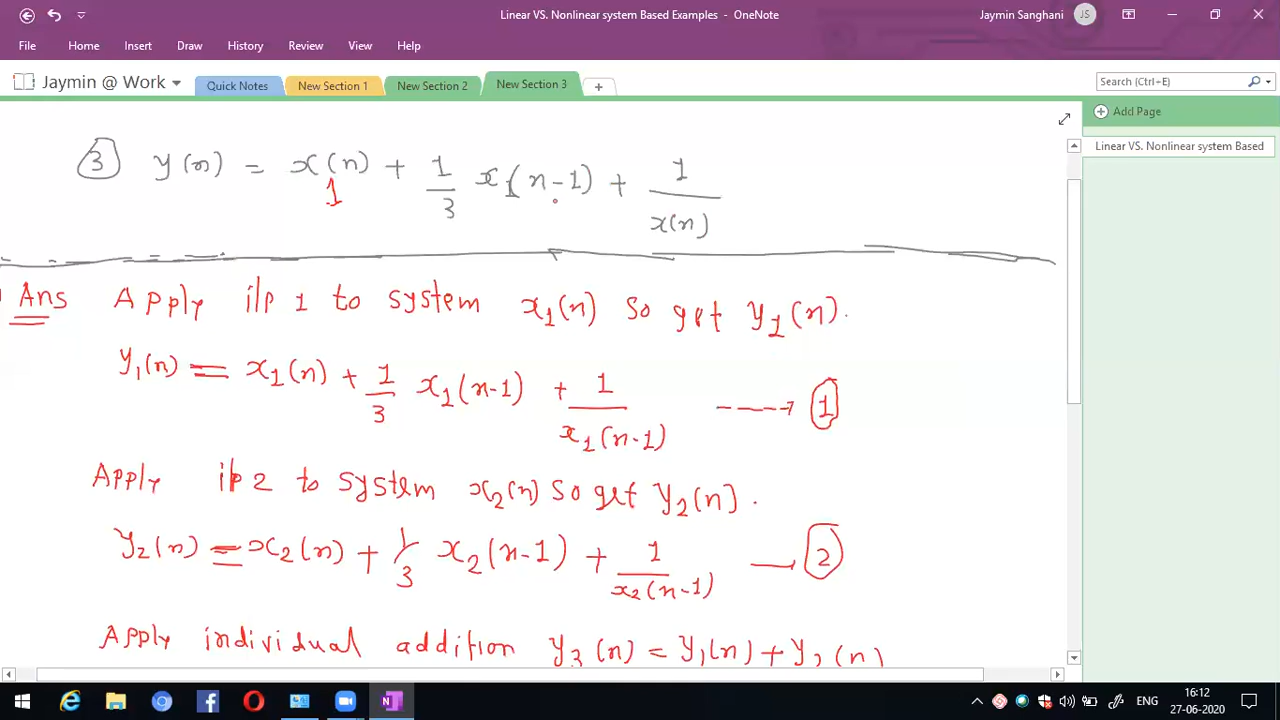 Linear VS. Nonlinear system Based Examples - OneNote
Jaymin Sanghani JS
File Home Insert Draw History Review View Help
Jaymin @ Work Quick Notes New Section 1 New Section 2 New Section 3
Search (Ctrl+E)
Add Page
Linear VS. Nonlinear system Based
3 y(n) = x(n) + 1/3 x1(n-1) + 1/x(n)
1
Ans Apply i/p 1 to system x1(n) so get y1(n).
y1(n) = x1(n) + 1/3 x1(n-1) + 1/x1(n-1) ----→ 1
Apply i/p 2 to system x2(n) so get y2(n).
y2(n) = x2(n) + 1/3 x2(n-1) + 1/x2(n-1) — 2
Apply individual addition y3(n) = y1(n) + y2(n)
ENG
16:12
27-06-2020